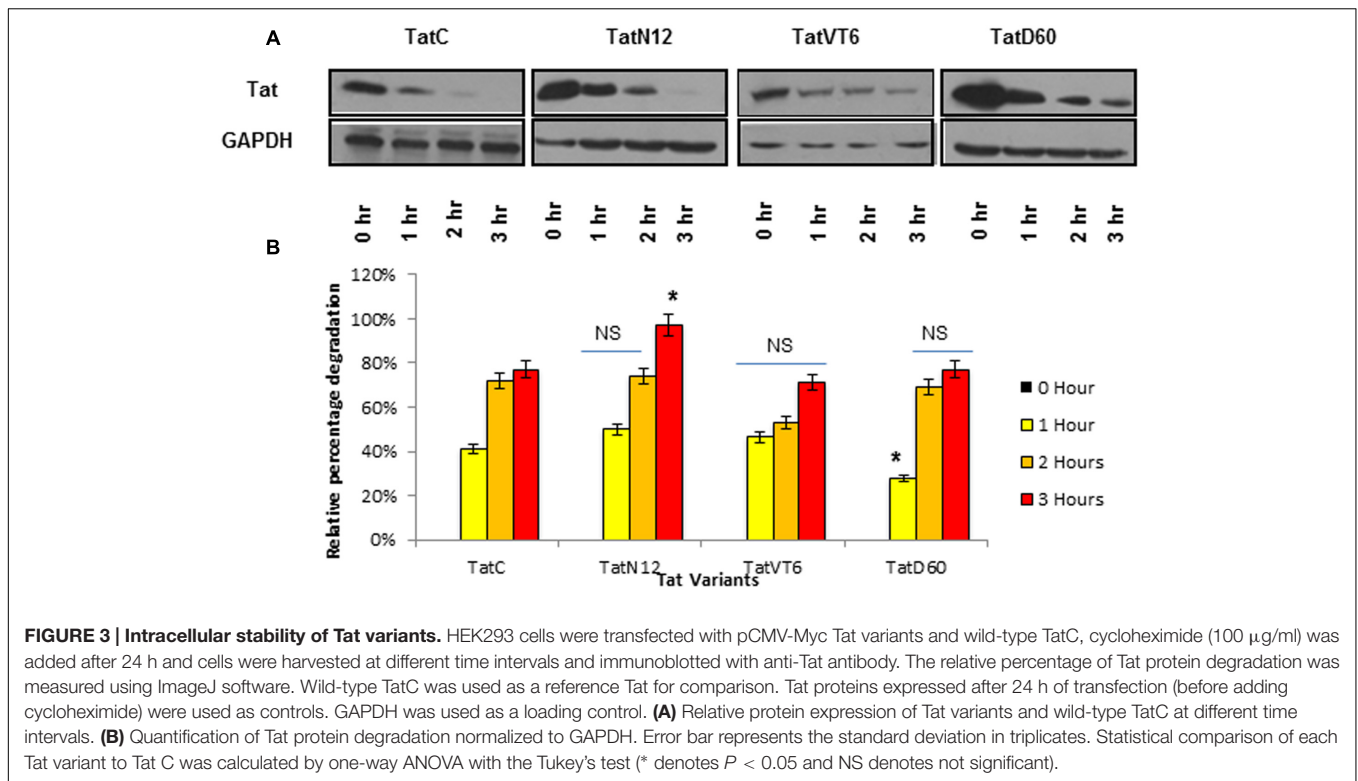 A
TatC TatN12 TatVT6 TatD60
Tat
GAPDH
0 hr 1 hr 2 hr 3 hr 0 hr 1 hr 2 hr 3 hr 0 hr 1 hr 2 hr 3 hr 0 hr 1 hr 2 hr 3 hr
B
Relative percentage degradation
120%
100%
80%
60%
40%
20%
0%
NS
*
NS
*
NS
TatC TatN12 TatVT6 TatD60
Tat Variants
0 Hour
1 Hour
2 Hours
3 Hours
FIGURE 3 | Intracellular stability of Tat variants. HEK293 cells were transfected with pCMV-Myc Tat variants and wild-type TatC, cycloheximide (100 μg/ml) was
added after 24 h and cells were harvested at different time intervals and immunoblotted with anti-Tat antibody. The relative percentage of Tat protein degradation was
measured using ImageJ software. Wild-type TatC was used as a reference Tat for comparison. Tat proteins expressed after 24 h of transfection (before adding
cycloheximide) were used as controls. GAPDH was used as a loading control. (A) Relative protein expression of Tat variants and wild-type TatC at different time
intervals. (B) Quantification of Tat protein degradation normalized to GAPDH. Error bar represents the standard deviation in triplicates. Statistical comparison of each
Tat variant to Tat C was calculated by one-way ANOVA with the Tukey's test (* denotes P < 0.05 and NS denotes not significant).